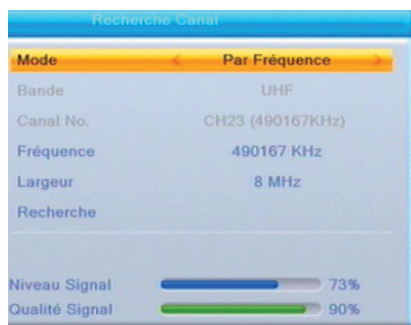 Recherche Canal
Mode < Par Fréquence >
Bande UHF
Canal No. CH23 (490167KHz)
Fréquence 490167 KHz
Largeur 8 MHz
Recherche
Niveau Signal 73%
Qualité Signal 90%